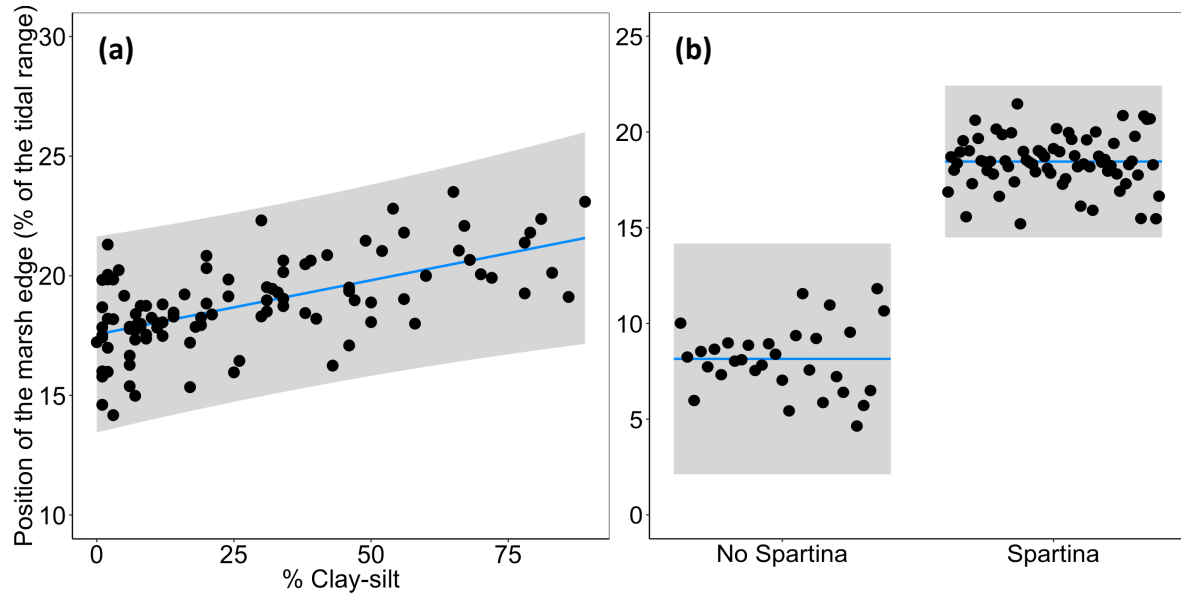 Position of the marsh edge (% of the tidal range)
(a)
30
25
20
15
10
0
25
50
75
% Clay-silt
(b)
25
20
15
10
5
0
No Spartina
Spartina